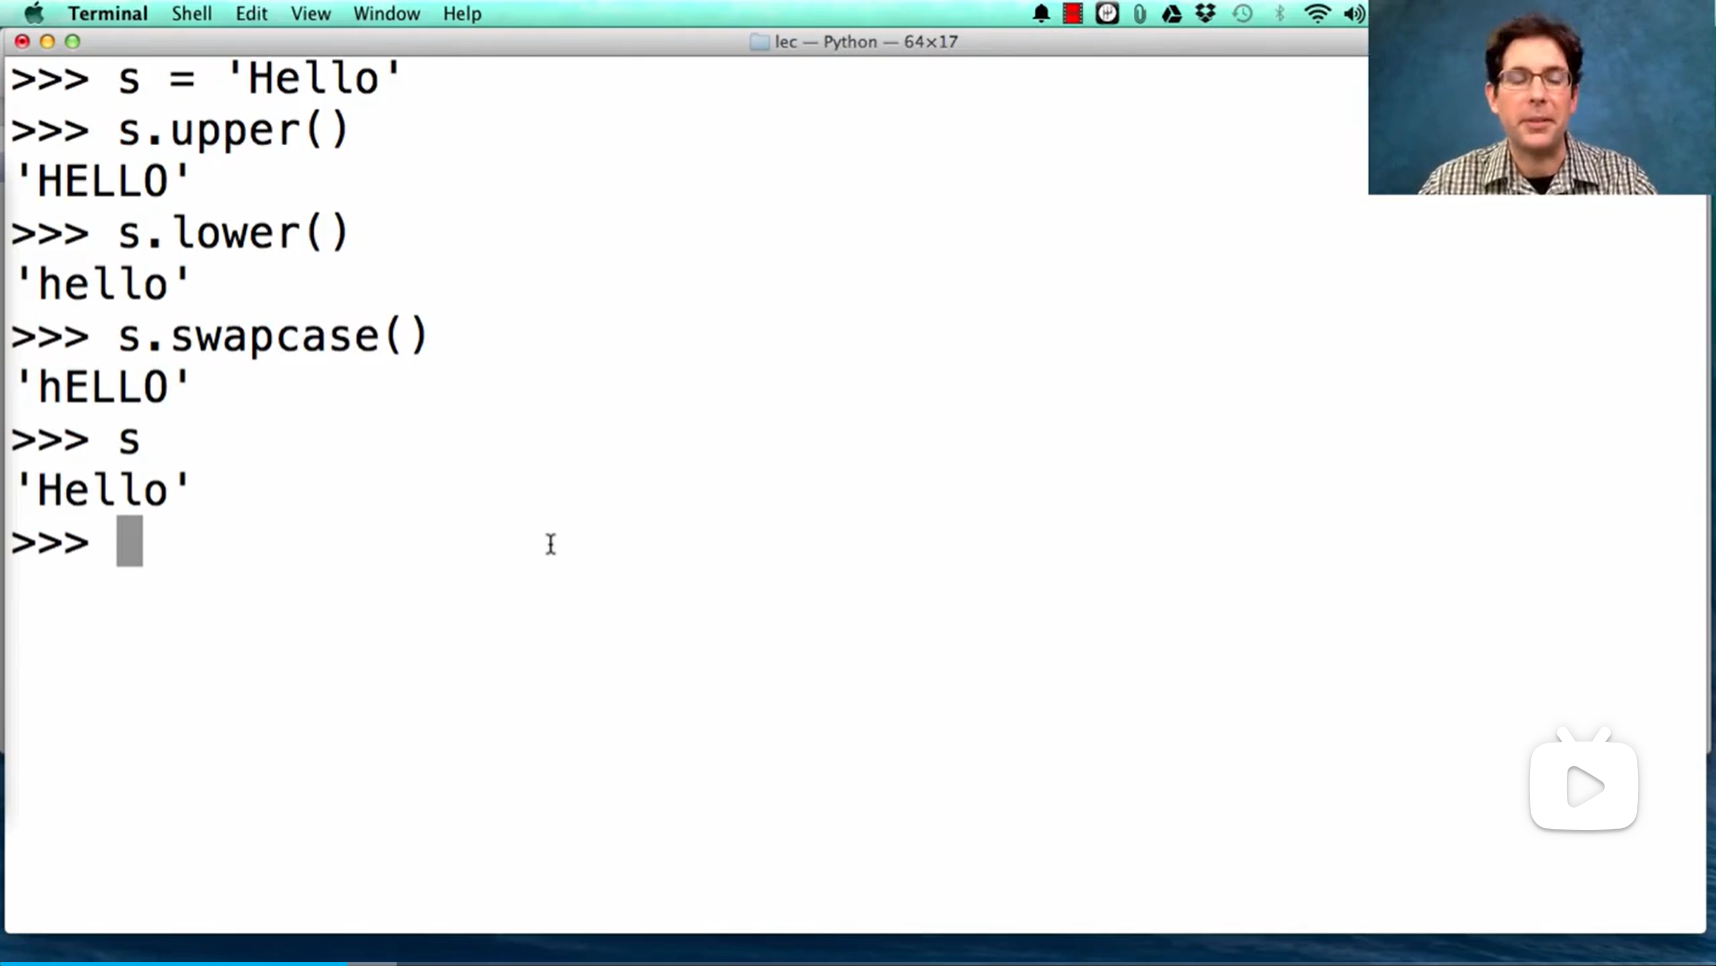 Terminal Shell Edit View Window Help
lec — Python — 64×17
>>> s = 'Hello'
>>> s.upper()
'HELLO'
>>> s.lower()
'hello'
>>> s.swapcase()
'hELLO'
>>> s
'Hello'
>>>